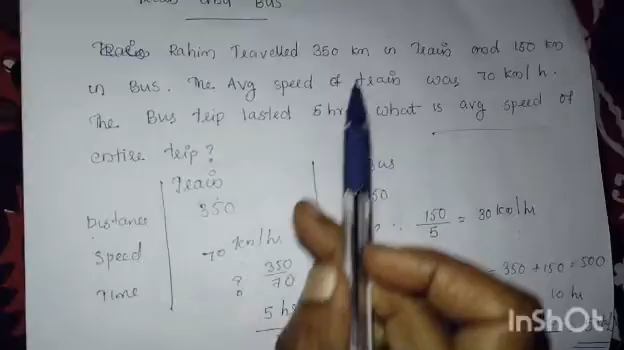 Bus
Rahim Travelled 350 km in Train and 150 km
in Bus. The Avg speed of train was 70 km/h.
The Bus trip lasted 5 hr what is avg speed of
entire trip?
Train
Distance 350
150/5 = 30 km/hr
Speed 70 km/hr
350/70 = 350 + 150 = 500
Time ? 10 hr
5 h
InShOt